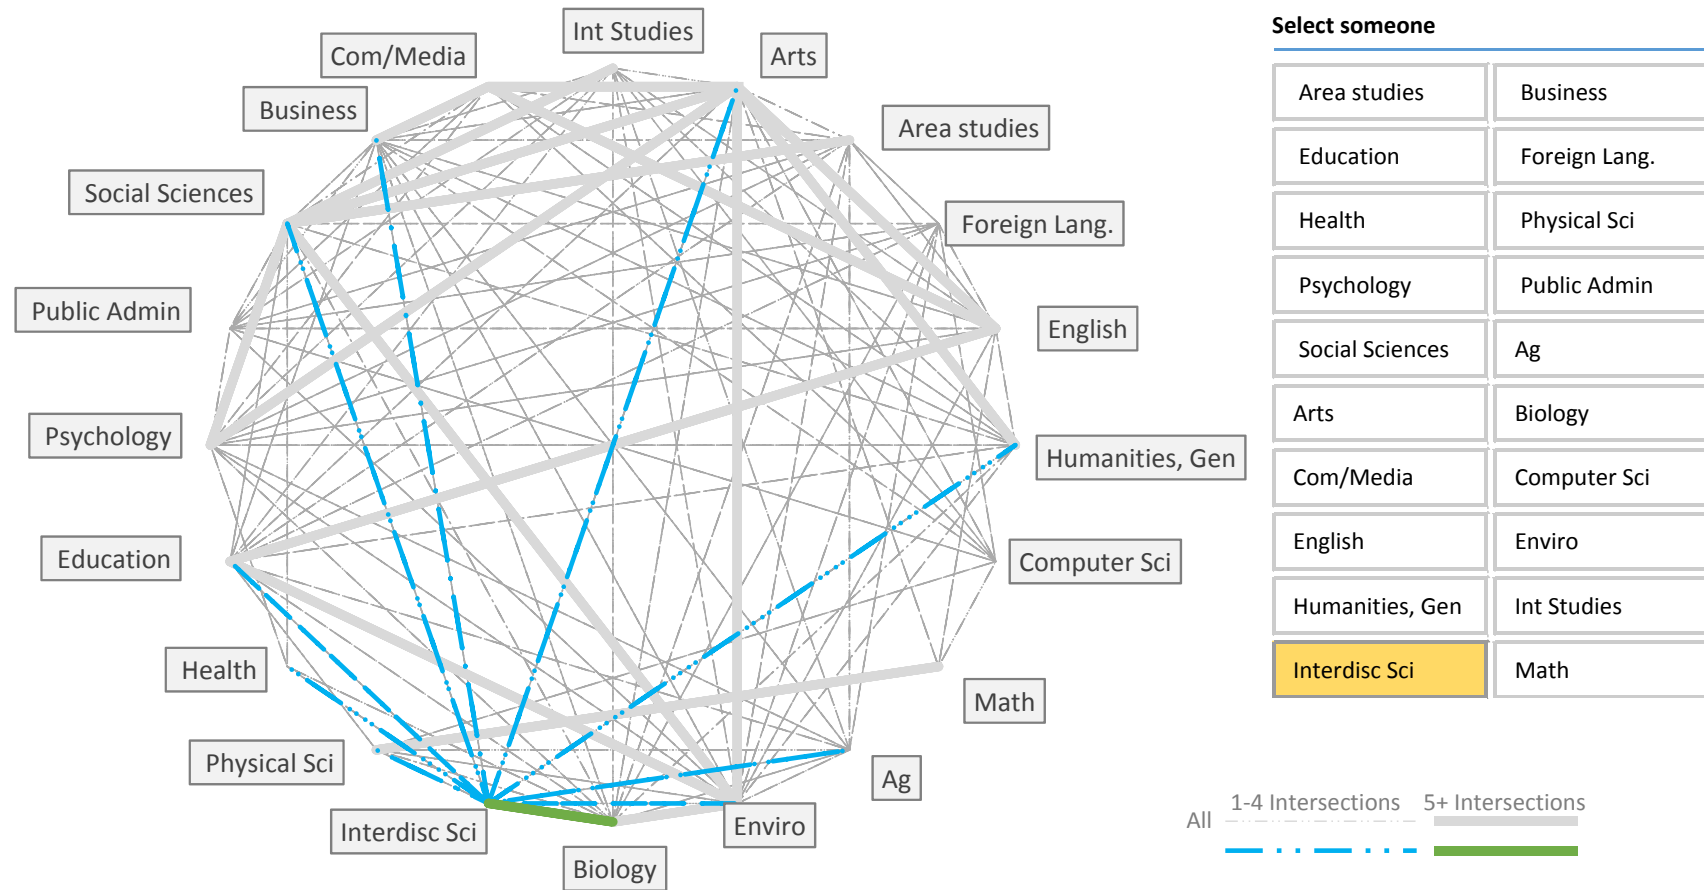 Int Studies
Com/Media
Arts
Business
Area studies
Social Sciences
Foreign Lang.
Public Admin
English
Psychology
Humanities, Gen
Education
Computer Sci
Health
Math
Physical Sci
Ag
Interdisc Sci
Enviro
Biology
Select someone
Area studies Business
Education Foreign Lang.
Health Physical Sci
Psychology Public Admin
Social Sciences Ag
Arts Biology
Com/Media Computer Sci
English Enviro
Humanities, Gen Int Studies
Interdisc Sci Math
1-4 Intersections 5+ Intersections
All